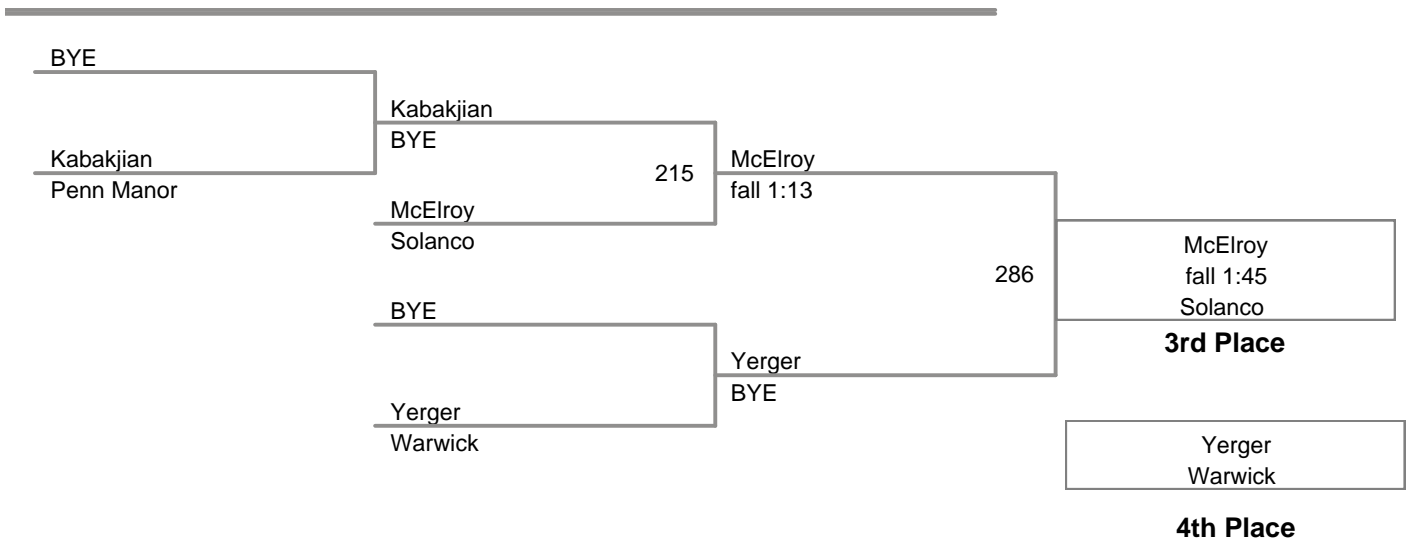 BYE
Kabakjian
Penn Manor
Kabakjian
BYE
McElroy
Solanco
215
McElroy
fall 1:13
BYE
Yerger
Warwick
Yerger
BYE
286
McElroy
fall 1:45
Solanco
3rd Place
Yerger
Warwick
4th Place